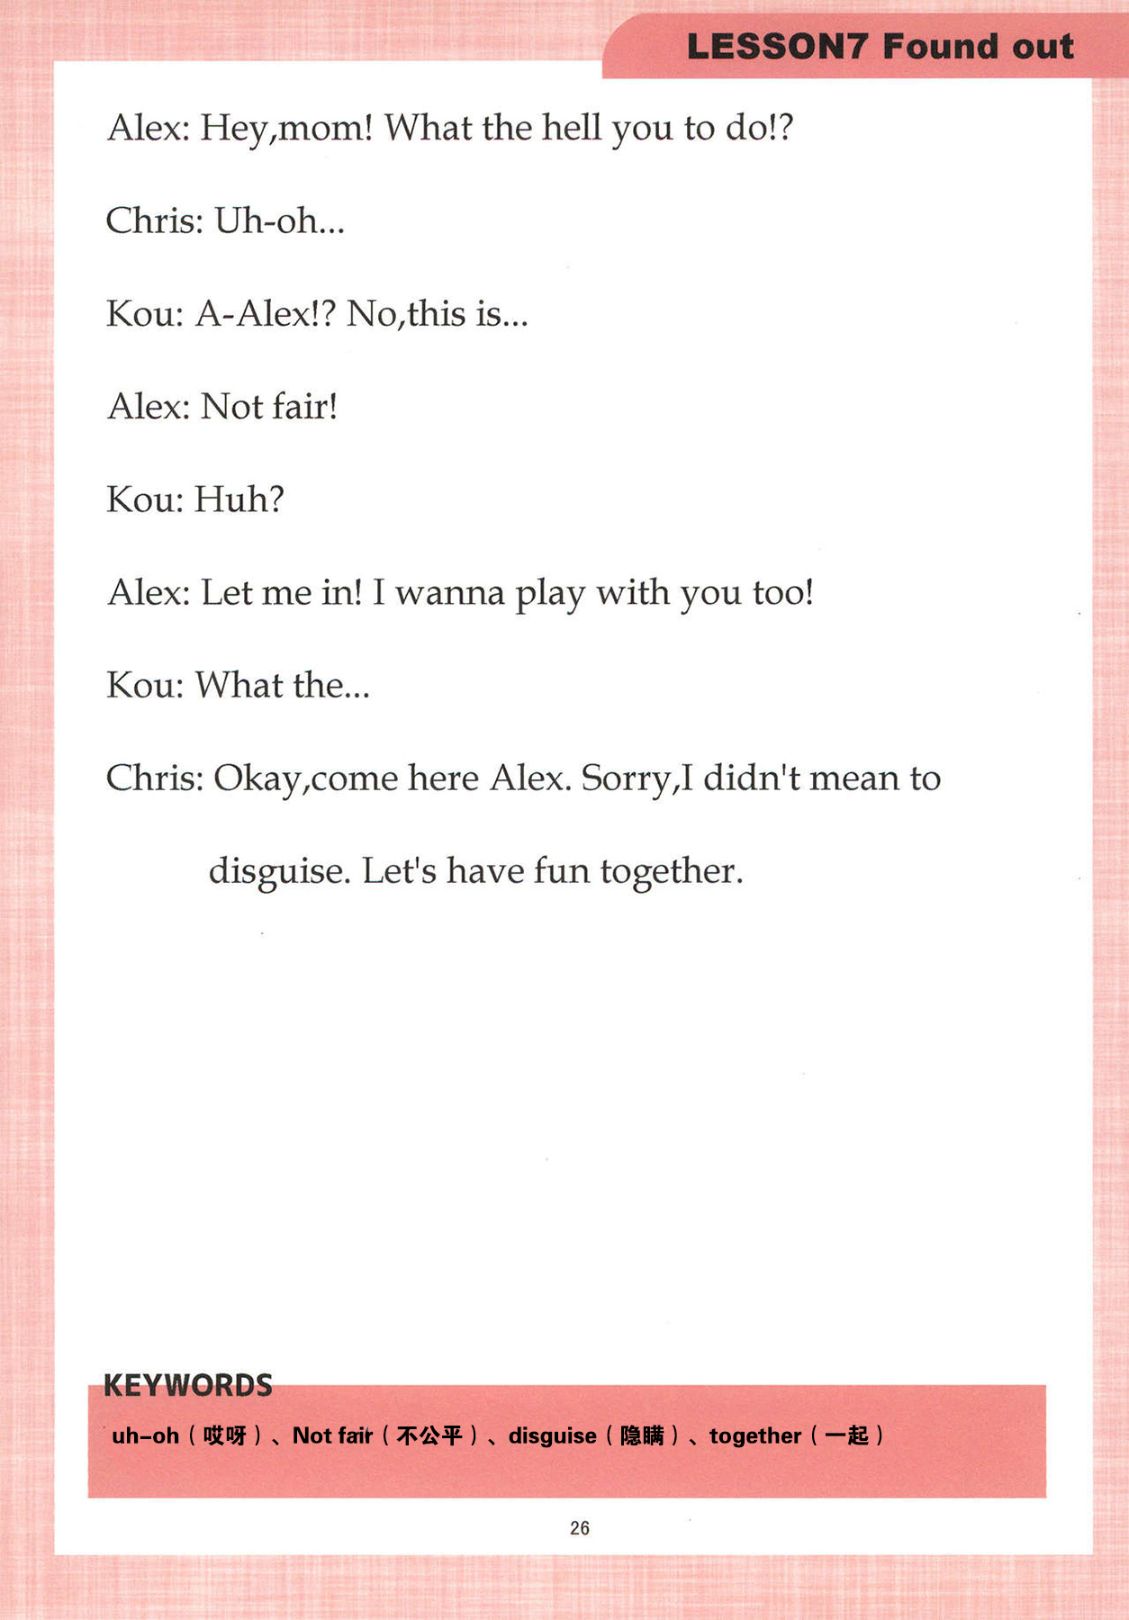 LESSON7 Found out
Alex: Hey,mom! What the hell you to do!?
Chris: Uh-oh...
Kou: A-Alex!? No,this is...
Alex: Not fair!
Kou: Huh?
Alex: Let me in! I wanna play with you too!
Kou: What the...
Chris: Okay,come here Alex. Sorry,I didn't mean to
disguise. Let's have fun together.
KEYWORDS
uh-oh（哎呀）、Not fair（不公平）、disguise（隐瞒）、together（一起）
26